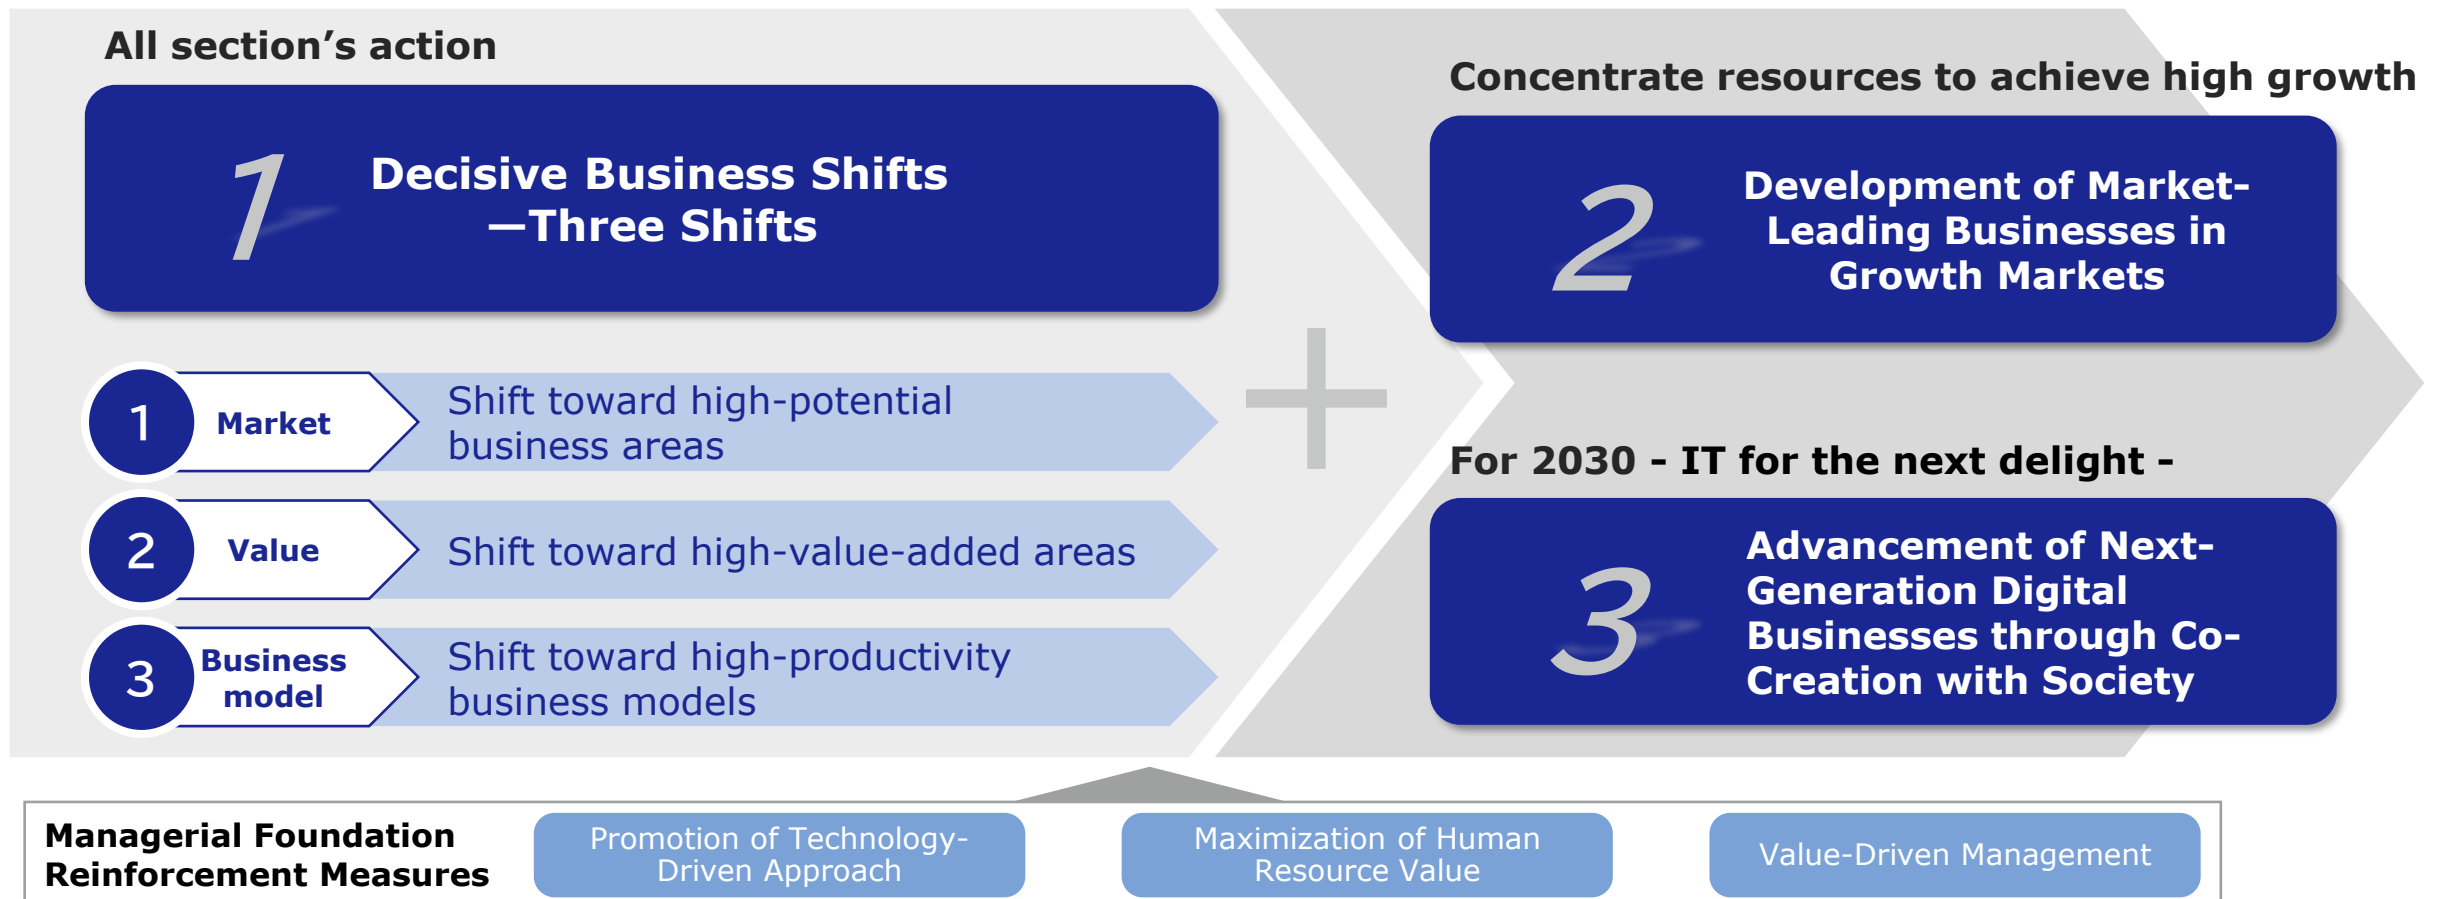 All section’s action
1
Decisive Business Shifts
—Three Shifts
1
Market
Shift toward high-potential
business areas
2
Value
Shift toward high-value-added areas
3
Business
model
Shift toward high-productivity
business models
+
Concentrate resources to achieve high growth
2
Development of Market-
Leading Businesses in
Growth Markets
For 2030 - IT for the next delight -
3
Advancement of Next-
Generation Digital
Businesses through Co-
Creation with Society
Managerial Foundation
Reinforcement Measures
Promotion of Technology-
Driven Approach
Maximization of Human
Resource Value
Value-Driven Management